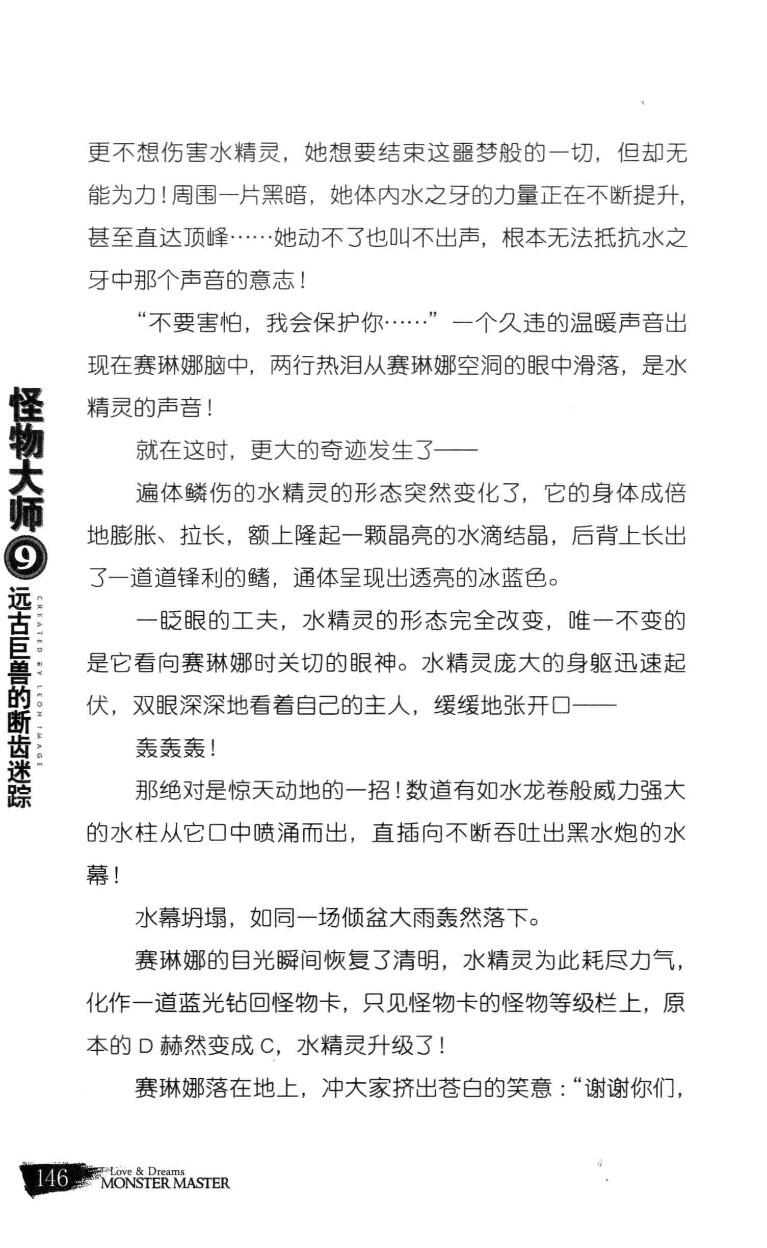 更不想伤害水精灵，她想要结束这噩梦般的一切，但却无
能为力！周围一片黑暗，她体内水之牙的力量正在不断提升，
甚至直达顶峰……她动不了也叫不出声，根本无法抵抗水之
牙中那个声音的意志！
“不要害怕，我会保护你……”一个久违的温暖声音出
现在赛琳娜脑中，两行热泪从赛琳娜空洞的眼中滑落，是水
精灵的声音！
就在这时，更大的奇迹发生了——
遍体鳞伤的水精灵的形态突然变化了，它的身体成倍
地膨胀、拉长，额上隆起一颗晶亮的水滴结晶，后背上长出
了一道道锋利的鳍，通体呈现出透亮的冰蓝色。
一眨眼的工夫，水精灵的形态完全改变，唯一不变的
是它看向赛琳娜时关切的眼神。水精灵庞大的身躯迅速起
伏，双眼深深地看着自己的主人，缓缓地张开口——
轰轰轰！
那绝对是惊天动地的一招！数道有如水龙卷般威力强大
的水柱从它口中喷涌而出，直插向不断吞吐出黑水炮的水
幕！
水幕坍塌，如同一场倾盆大雨轰然落下。
赛琳娜的目光瞬间恢复了清明，水精灵为此耗尽力气，
化作一道蓝光钻回怪物卡，只见怪物卡的怪物等级栏上，原
本的 D 赫然变成 C，水精灵升级了！
赛琳娜落在地上，冲大家挤出苍白的笑意：“谢谢你们，
怪物大师
9
远古巨兽的断齿迷踪
CREATED BY LEON IMAGE
146
Love & Dreams
MONSTER MASTER